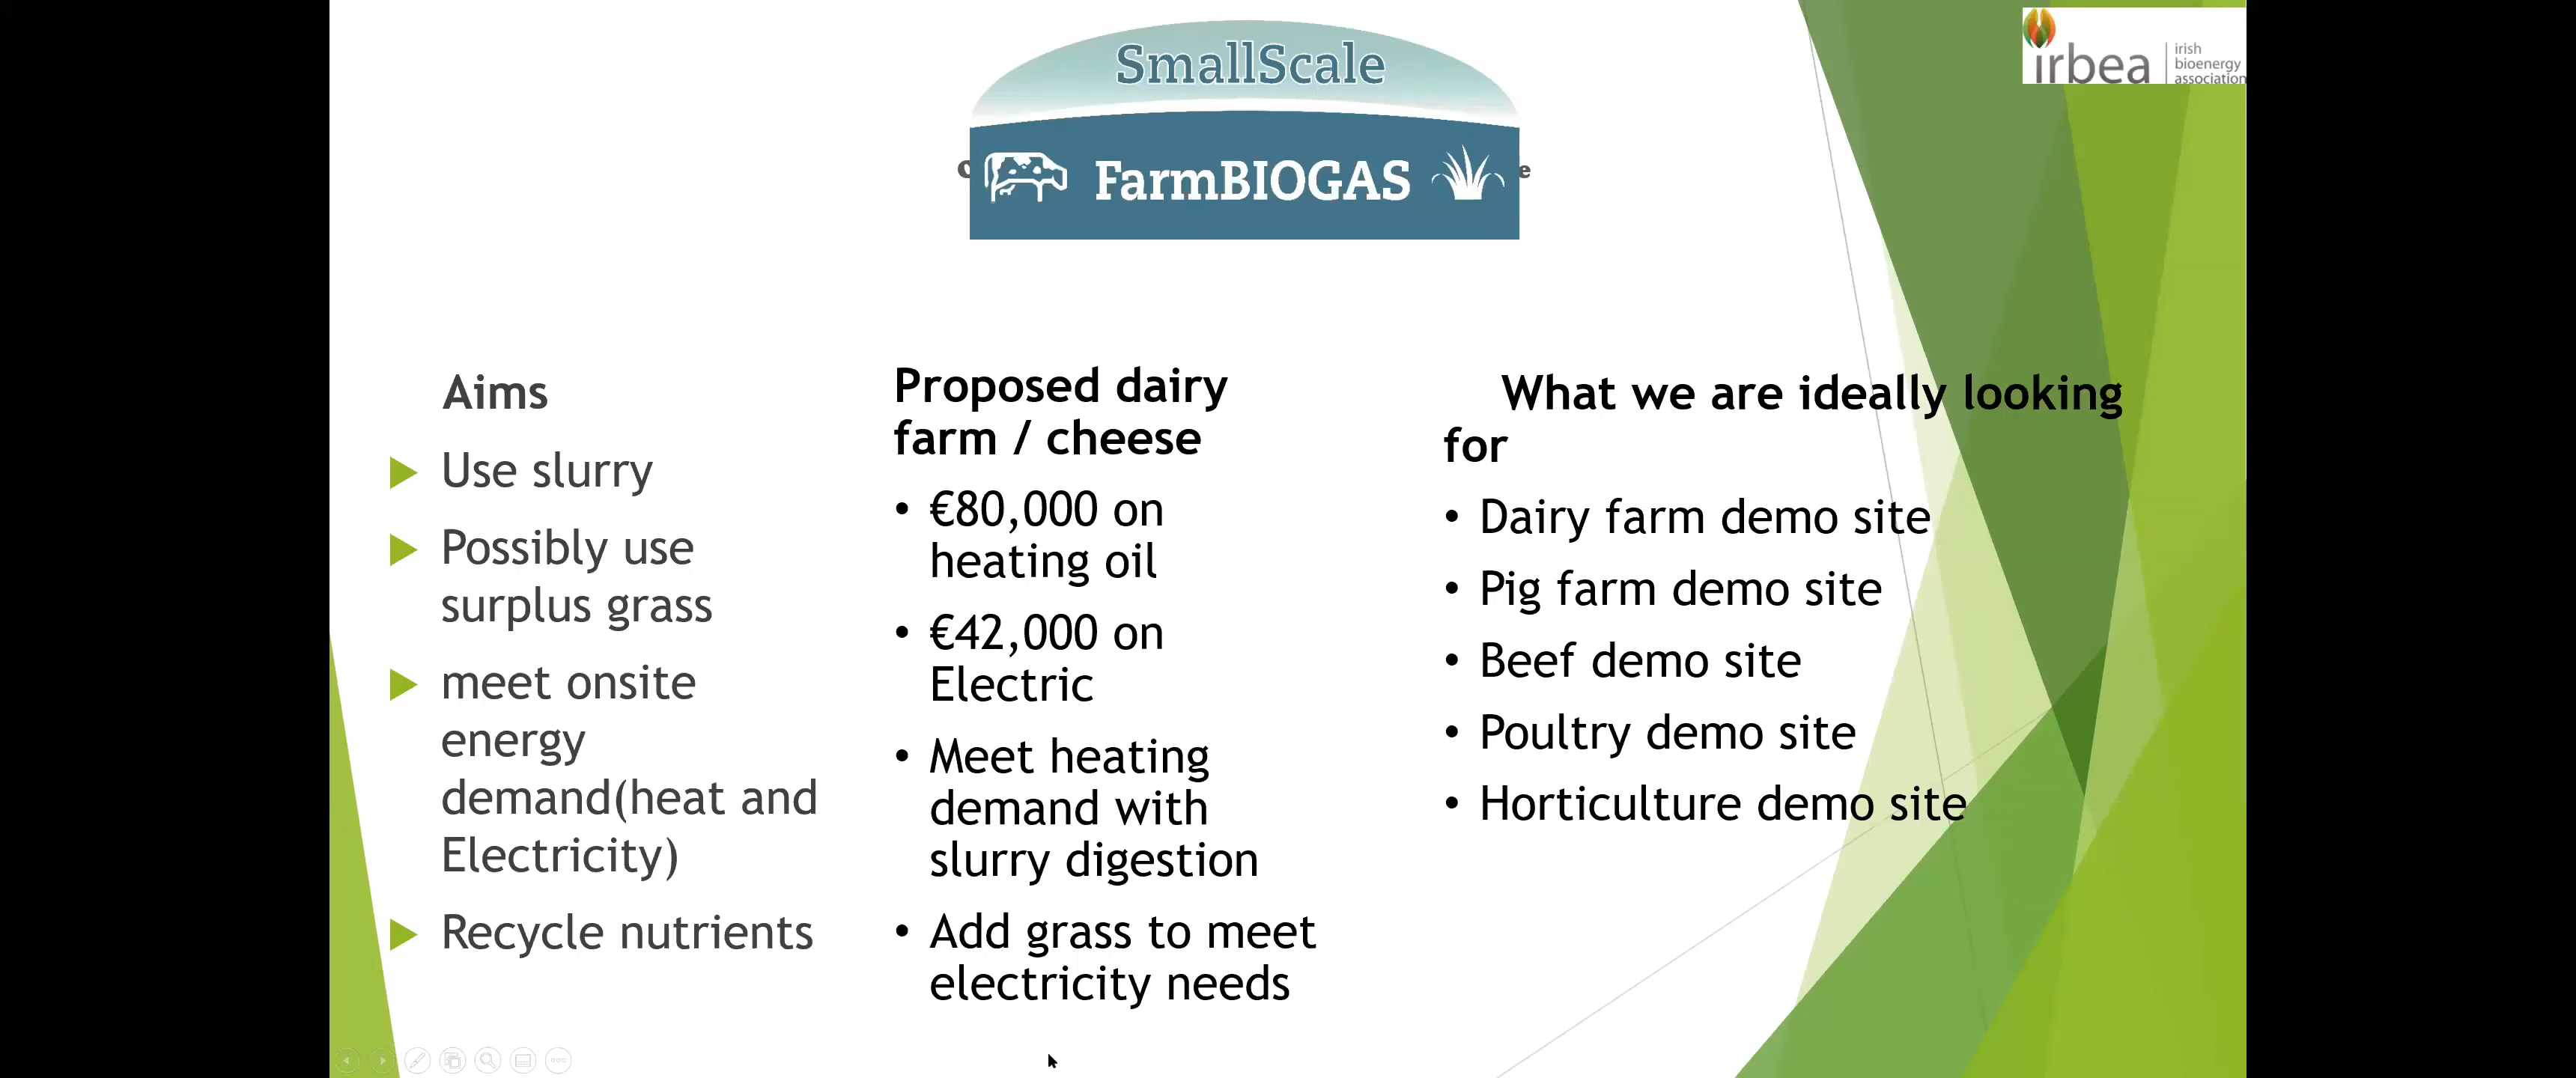 SmallScale
FarmBIOGAS
irbea
irish
bioenergy
association
Aims
Use slurry
Possibly use
surplus grass
meet onsite
energy
demand(heat and
Electricity)
Recycle nutrients
Proposed dairy
farm / cheese
• €80,000 on
heating oil
• €42,000 on
Electric
• Meet heating
demand with
slurry digestion
• Add grass to meet
electricity needs
What we are ideally looking
for
• Dairy farm demo site
• Pig farm demo site
• Beef demo site
• Poultry demo site
• Horticulture demo site